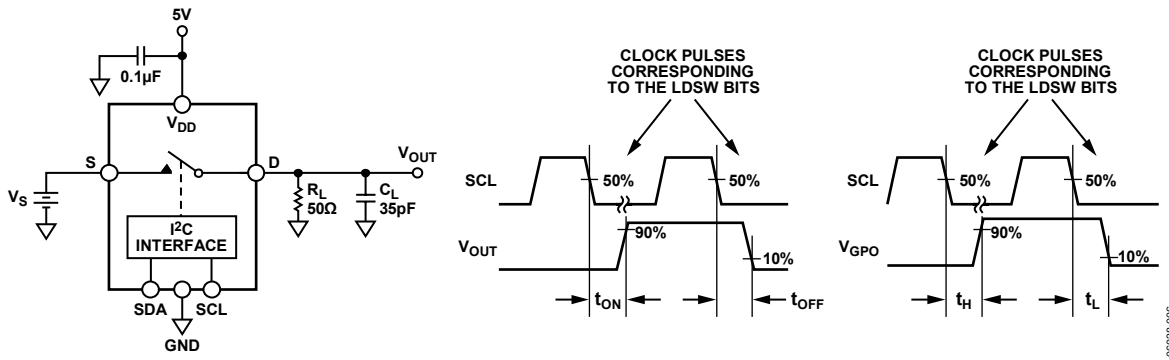 5V
0.1µF
VDD
S
D
VOUT
VS
RL
50Ω
CL
35pF
I2C
INTERFACE
SDA
SCL
GND
CLOCK PULSES
CORRESPONDING
TO THE LDSW BITS
SCL
50%
50%
VOUT
90%
10%
tON
tOFF
CLOCK PULSES
CORRESPONDING
TO THE LDSW BITS
SCL
50%
50%
VGPO
90%
10%
tH
tL